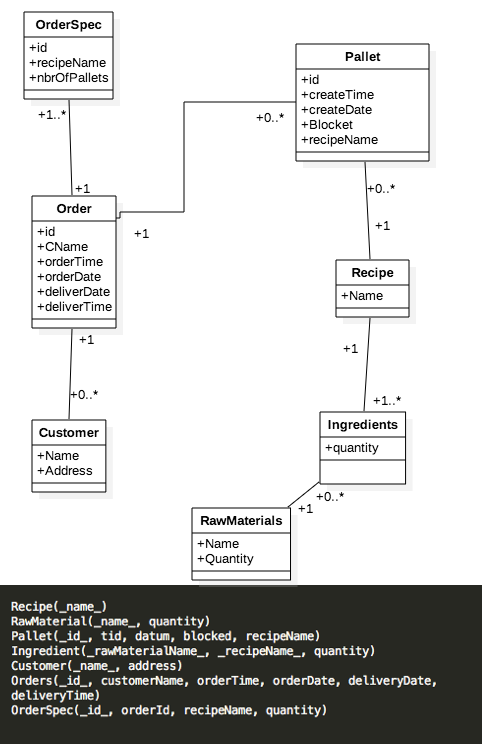 OrderSpec
+id
+recipeName
+nbrOfPallets
+1..*
+1
Order
+id
+CName
+orderTime
+orderDate
+deliverDate
+deliverTime
+1
+0..*
Customer
+Name
+Address
Pallet
+id
+createTime
+createDate
+Blocket
+recipeName
+0..*
+1
+0..*
+1
Recipe
+Name
+1
+1..*
Ingredients
+quantity
+0..*
+1
RawMaterials
+Name
+Quantity
Recipe(_name_)
RawMaterial(_name_, quantity)
Pallet(_id_, tid, datum, blocked, recipeName)
Ingredient(_rawMaterialName_, _recipeName_, quantity)
Customer(_name_, address)
Orders(_id_, customerName, orderTime, orderDate, deliveryDate,
deliveryTime)
OrderSpec(_id_, orderId, recipeName, quantity)